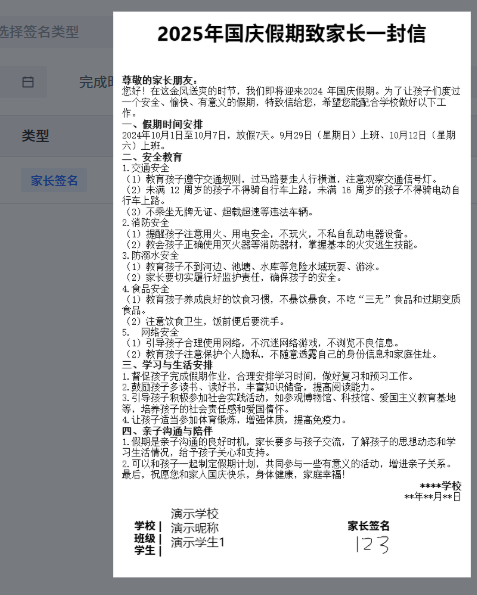 选择签名类型
完成时
类型
家长签名
2025年国庆假期致家长一封信
尊敬的家长朋友：
您好！在这金风送爽的时节，我们即将迎来2024 年国庆假期。为了让孩子们度过
一个安全、愉快、有意义的假期，特致信给您，希望您能配合学校做好以下工
作。
一、假期时间安排
2024年10月1日至10月7日，放假7天。9月29日（星期日）上班、10月12日（星期
六）上班。
二、安全教育
1.交通安全
（1）教育孩子遵守交通规则，过马路要走人行横道，注意观察交通信号灯。
（2）未满 12 周岁的孩子不得骑自行车上路，未满 16 周岁的孩子不得骑电动自
行车上路。
（3）不乘坐无牌无证、超载超速等违法车辆。
2.消防安全
（1）提醒孩子注意用火、用电安全，不玩火，不私自乱动电器设备。
（2）教会孩子正确使用灭火器等消防器材，掌握基本的火灾逃生技能。
3.防溺水安全
（1）教育孩子不到河边、池塘、水库等危险水域玩耍、游泳。
（2）家长要切实履行好监护责任，确保孩子的安全。
4.食品安全
（1）教育孩子养成良好的饮食习惯，不暴饮暴食，不吃“三无”食品和过期变质
食品。
（2）注意饮食卫生，饭前便后要洗手。
5. 网络安全
（1）引导孩子合理使用网络，不沉迷网络游戏，不浏览不良信息。
（2）教育孩子注意保护个人隐私，不随意透露自己的身份信息和家庭住址。
三、学习与生活安排
1.督促孩子完成假期作业，合理安排学习时间，做好复习和预习工作。
2.鼓励孩子多读书、读好书，丰富知识储备，提高阅读能力。
3.引导孩子积极参加社会实践活动，如参观博物馆、科技馆、爱国主义教育基地
等，培养孩子的社会责任感和爱国情怀。
4.让孩子适当参加体育锻炼，增强体质，提高免疫力。
四、亲子沟通与陪伴
1.假期是亲子沟通的良好时机，家长要多与孩子交流，了解孩子的思想动态和学
习生活情况，给予孩子关心和支持。
2.可以和孩子一起制定假期计划，共同参与一些有意义的活动，增进亲子关系。
最后，祝愿您和家人国庆快乐，身体健康，家庭幸福！
****学校
**年**月**日
学校 | 演示学校
班级 | 演示昵称
学生 | 演示学生1
家长签名
123